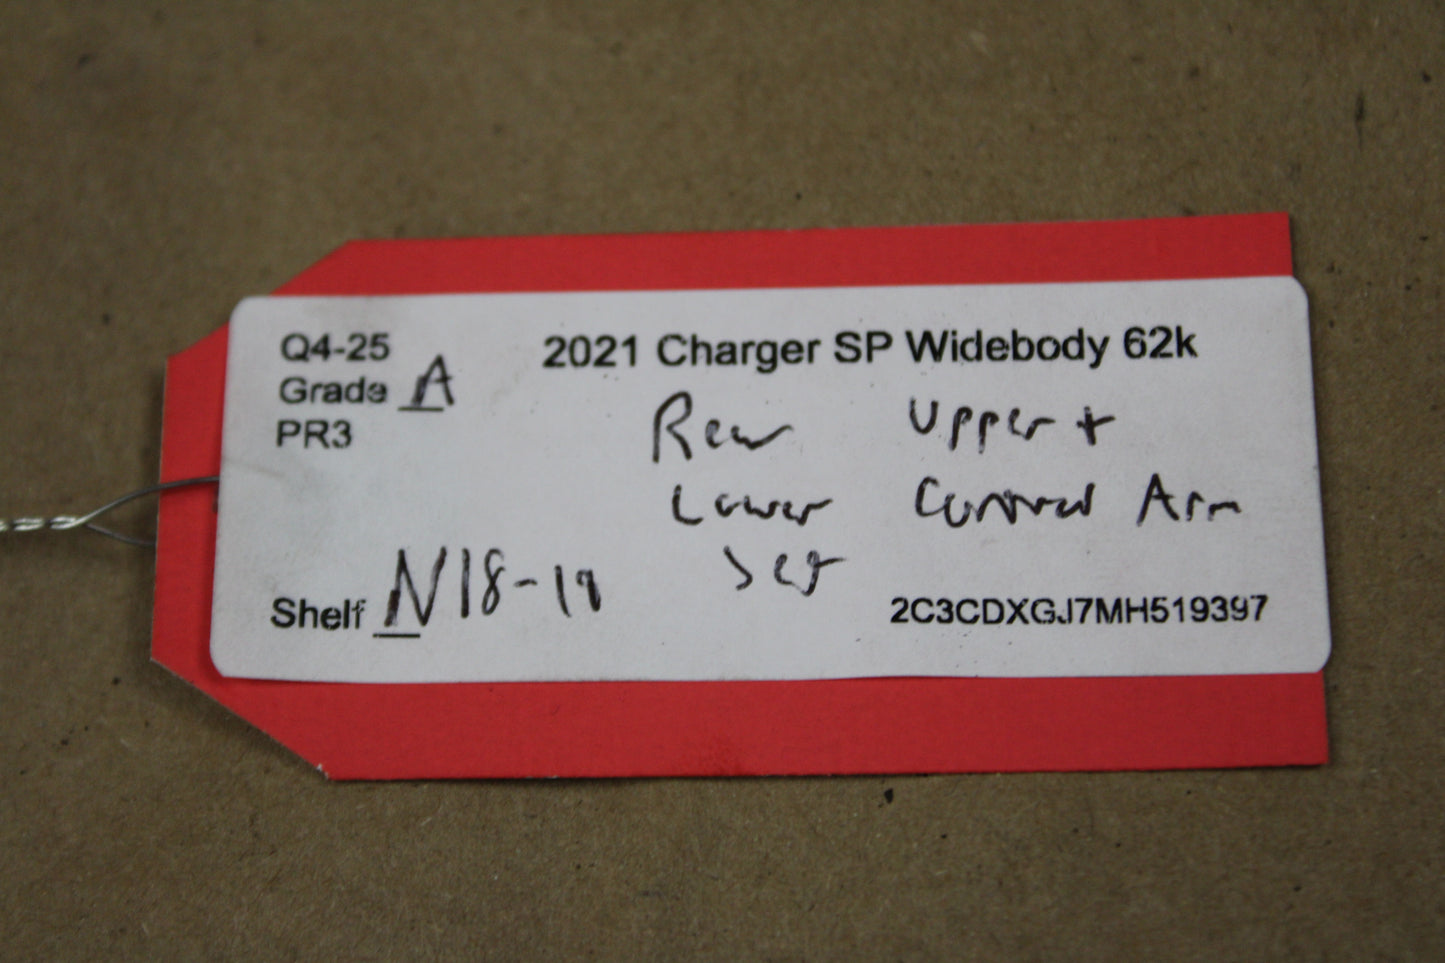 Q4-25
2021 Charger SP Widebody 62k
Grade A
PR3
Rear Upper +
Lower Control Arm
Set
Shelf N18-19
2C3CDXGJ7MH519397